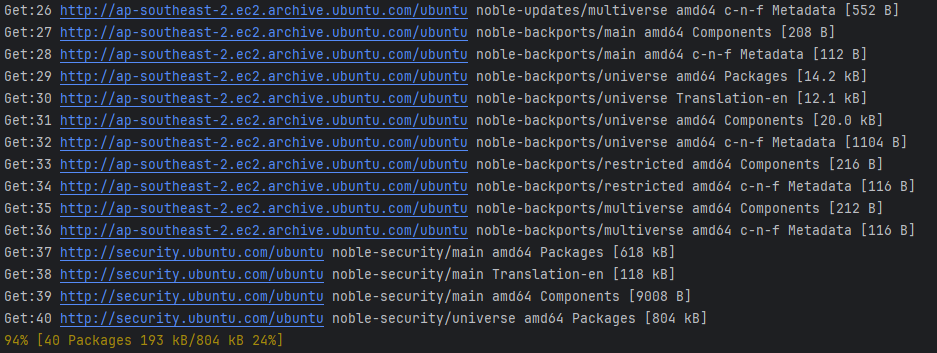 Get:26 http://ap-southeast-2.ec2.archive.ubuntu.com/ubuntu noble-updates/multiverse amd64 c-n-f Metadata [552 B]
Get:27 http://ap-southeast-2.ec2.archive.ubuntu.com/ubuntu noble-backports/main amd64 Components [208 B]
Get:28 http://ap-southeast-2.ec2.archive.ubuntu.com/ubuntu noble-backports/main amd64 c-n-f Metadata [112 B]
Get:29 http://ap-southeast-2.ec2.archive.ubuntu.com/ubuntu noble-backports/universe amd64 Packages [14.2 kB]
Get:30 http://ap-southeast-2.ec2.archive.ubuntu.com/ubuntu noble-backports/universe Translation-en [12.1 kB]
Get:31 http://ap-southeast-2.ec2.archive.ubuntu.com/ubuntu noble-backports/universe amd64 Components [20.0 kB]
Get:32 http://ap-southeast-2.ec2.archive.ubuntu.com/ubuntu noble-backports/universe amd64 c-n-f Metadata [1104 B]
Get:33 http://ap-southeast-2.ec2.archive.ubuntu.com/ubuntu noble-backports/restricted amd64 Components [216 B]
Get:34 http://ap-southeast-2.ec2.archive.ubuntu.com/ubuntu noble-backports/restricted amd64 c-n-f Metadata [116 B]
Get:35 http://ap-southeast-2.ec2.archive.ubuntu.com/ubuntu noble-backports/multiverse amd64 Components [212 B]
Get:36 http://ap-southeast-2.ec2.archive.ubuntu.com/ubuntu noble-backports/multiverse amd64 c-n-f Metadata [116 B]
Get:37 http://security.ubuntu.com/ubuntu noble-security/main amd64 Packages [618 kB]
Get:38 http://security.ubuntu.com/ubuntu noble-security/main Translation-en [118 kB]
Get:39 http://security.ubuntu.com/ubuntu noble-security/main amd64 Components [9008 B]
Get:40 http://security.ubuntu.com/ubuntu noble-security/universe amd64 Packages [804 kB]
94% [40 Packages 193 kB/804 kB 24%]